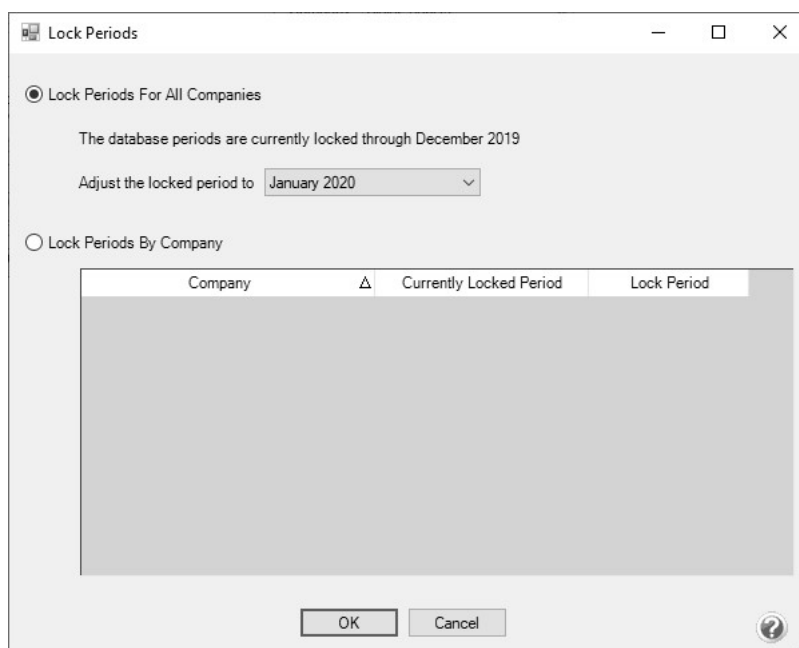 Lock Periods
Lock Periods For All Companies
The database periods are currently locked through December 2019
Adjust the locked period to January 2020
Lock Periods By Company
Company Currently Locked Period Lock Period
OK Cancel